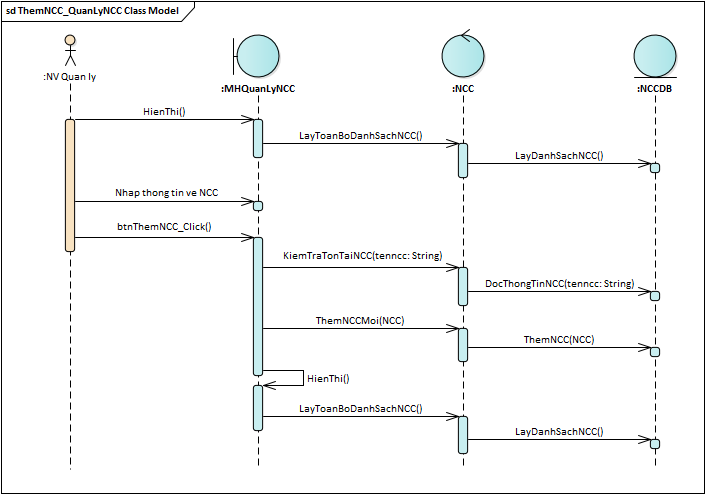 sd ThemNCC_QuanLyNCC Class Model
:NV Quan ly
:MHQuanLyNCC
:NCC
:NCCDB
HienThi()
LayToanBoDanhSachNCC()
LayDanhSachNCC()
Nhap thong tin ve NCC
btnThemNCC_Click()
KiemTraTonTaiNCC(tenncc: String)
DocThongTinNCC(tenncc: String)
ThemNCCMoi(NCC)
ThemNCC(NCC)
HienThi()
LayToanBoDanhSachNCC()
LayDanhSachNCC()